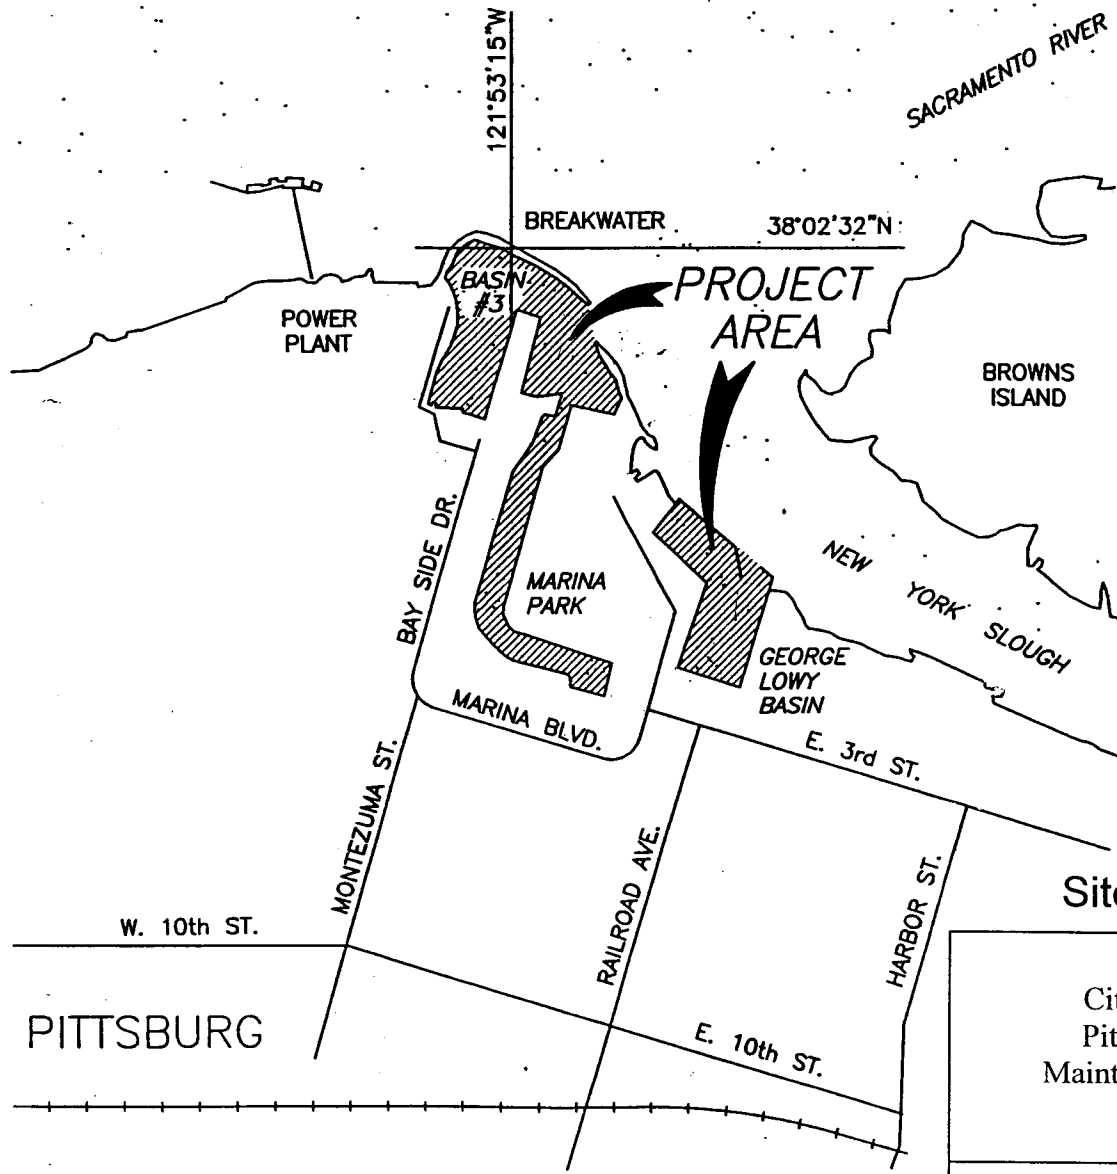 SACRAMENTO RIVER
121°53'15"W
BREAKWATER
38°02'32"N
BASIN
#3
PROJECT
AREA
POWER
PLANT
BROWNS
ISLAND
BAY SIDE DR.
MARINA
PARK
NEW YORK SLOUGH
GEORGE
LOWY
BASIN
MARINA BLVD.
E. 3rd ST.
MONTEZUMA ST.
RAILROAD AVE.
HARBOR ST.
W. 10th ST.
E. 10th ST.
PITTSBURG